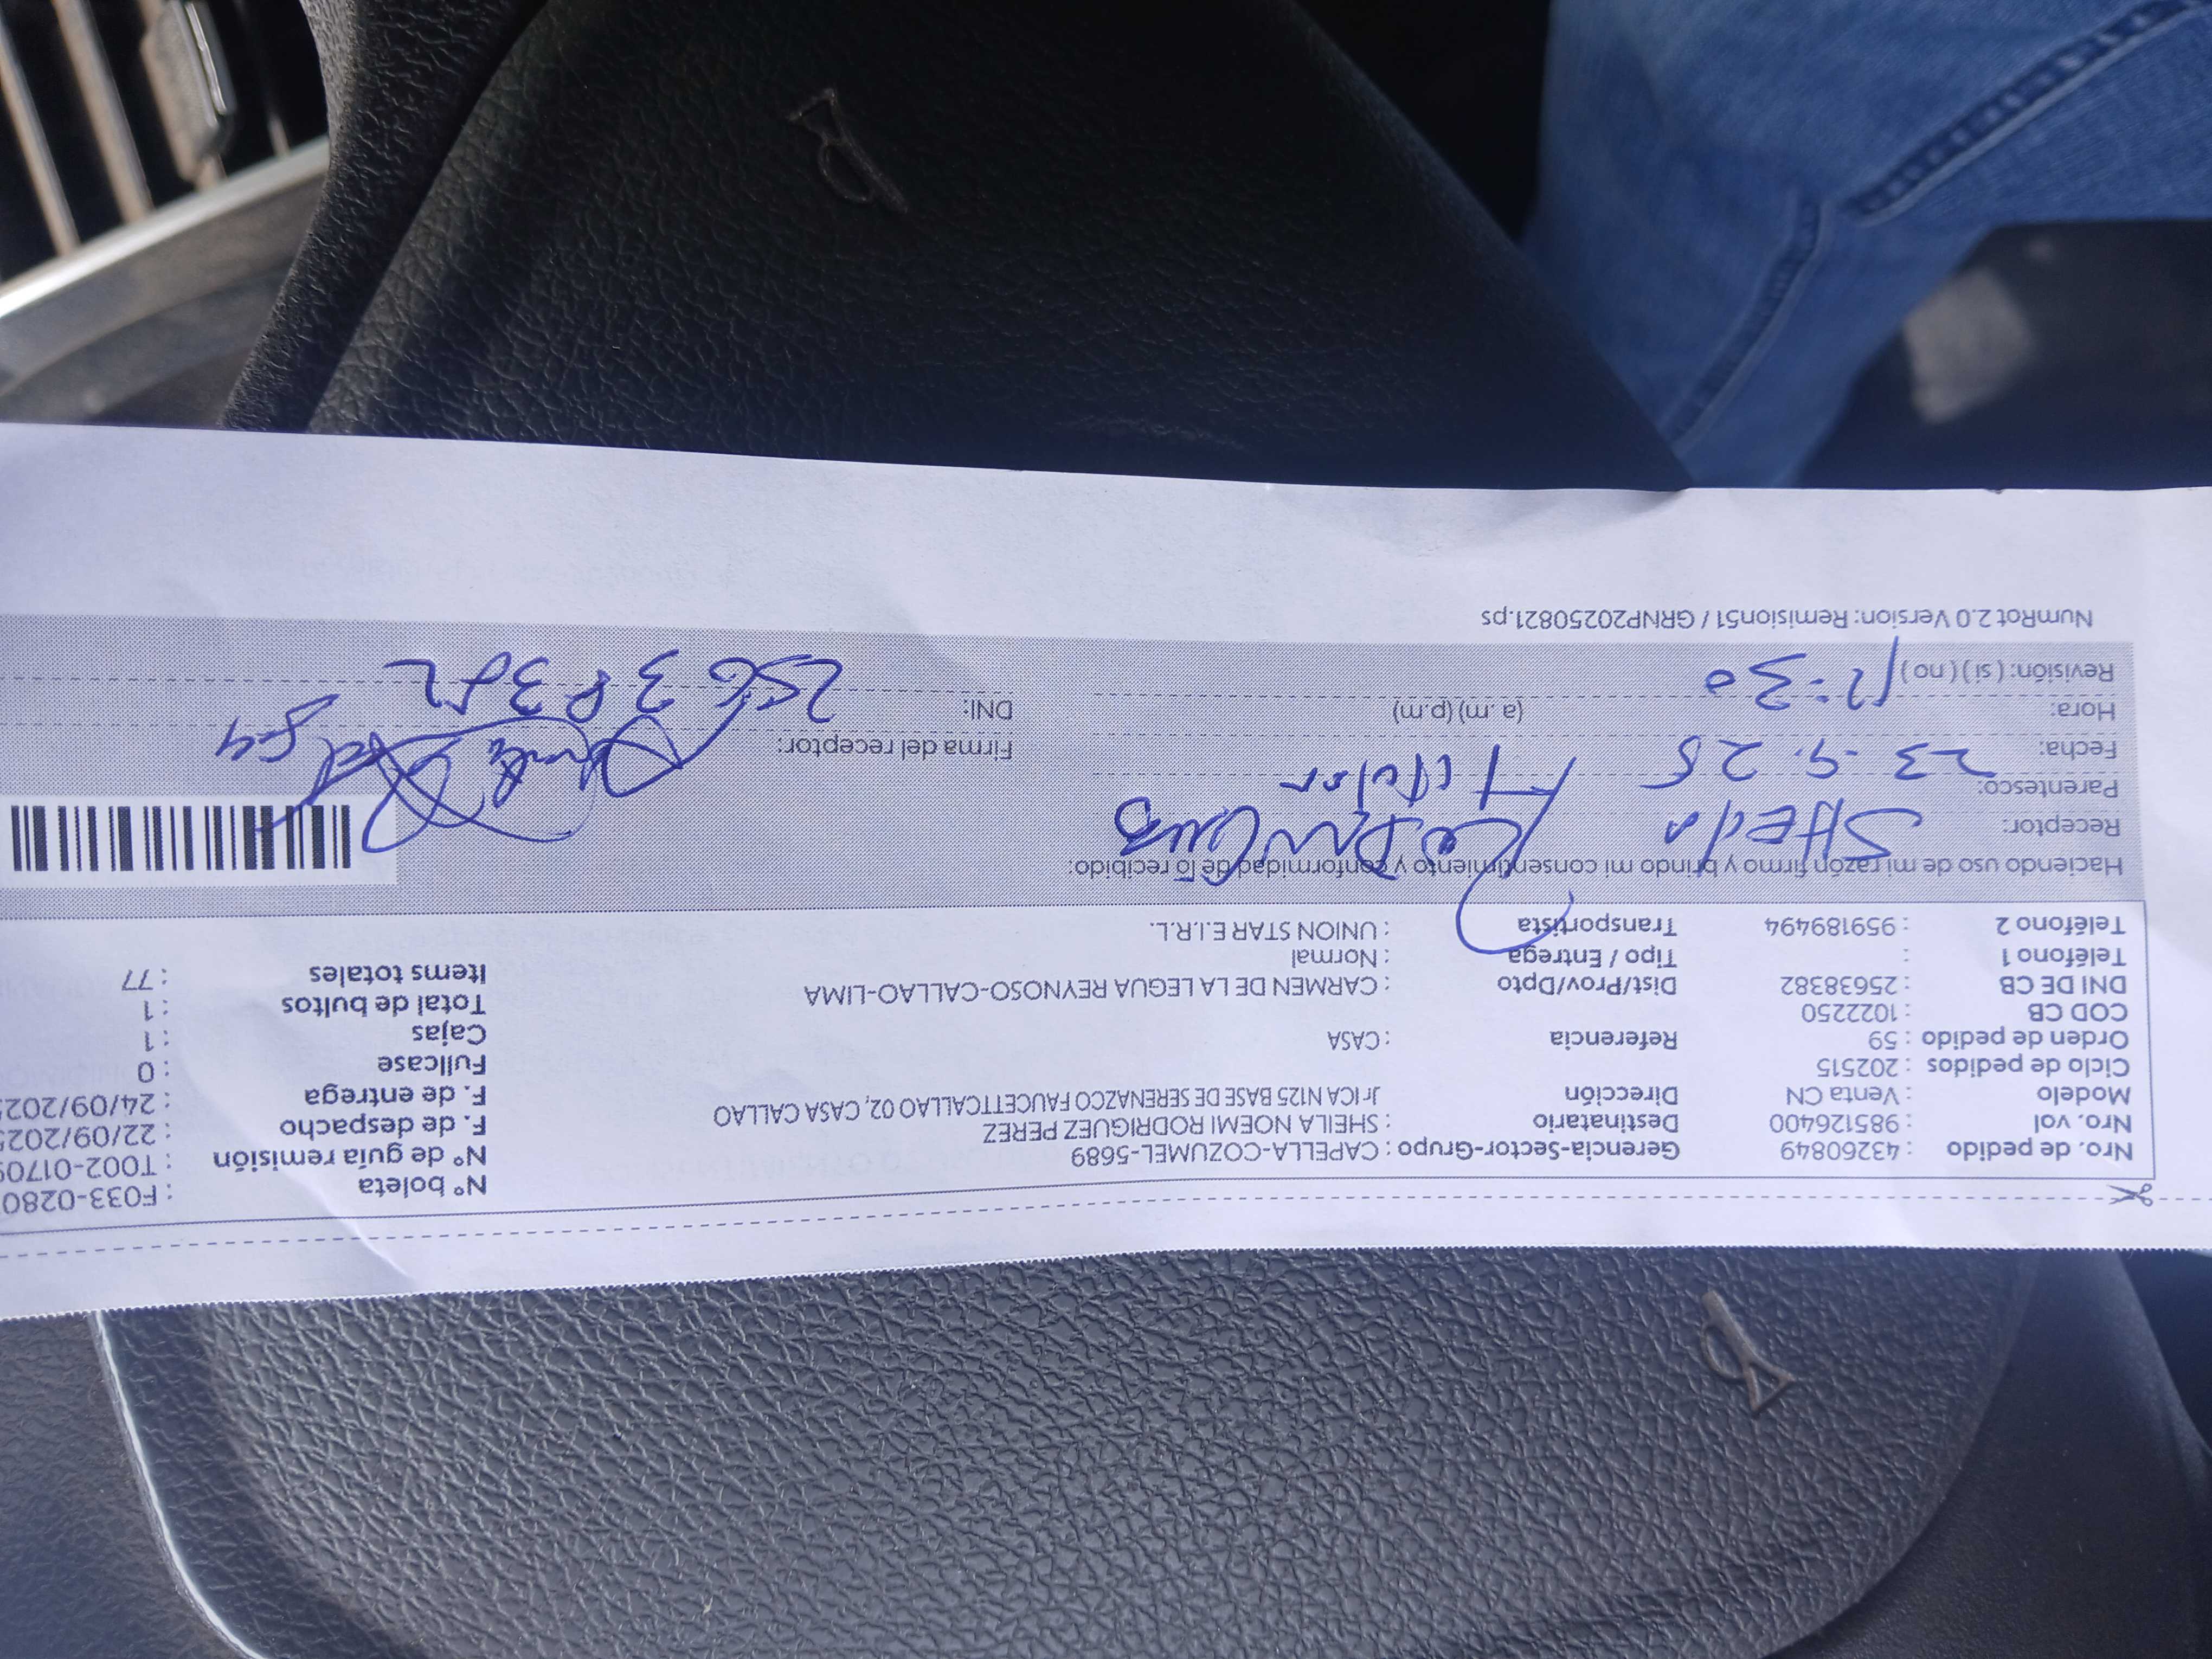 Nº boleta : F033-0280
Nro. de pedido : 43260849 Gerencia-Sector-Grupo : CAPELLA-COZUMEL-5689 Nº de guía remisión : T002-01709
Nro. vol : 985126400 Destinatario : SHEILA NOEMI RODRIGUEZ PEREZ F. de despacho : 22/09/202
Modelo : Venta CN Dirección Jr ICA N125 BASE DE SERENAZCO FAUCETTCALLAO 02, CASA CALLAO F. de entrega : 24/09/202
Ciclo de pedidos : 202515 Fullcase : 0
Orden de pedido : 59 Referencia : CASA Cajas : 1
COD CB : 1022250 Total de bultos : 1
DNI DE CB : 25638382 Dist/Prov/Dpto : CARMEN DE LA LEGUA REYNOSO-CALLAO-LIMA Items totales : 77
Teléfono 1 : Tipo / Entrega : Normal
Teléfono 2 : 959189494 Transportista : UNION STAR E.I.R.L.
Haciendo uso de mi razón firmo y brindo mi consentimiento y conformidad de lo recibido:
Receptor:
Parentesco: Titular
Fecha: 23-9-25 Firma del receptor:
Hora: 12:30 (a. m) (p.m) DNI: 25638382
Revisión: ( si ) ( no )
NumRot 2.0 Version: Remision51 / GRNP20250821.ps